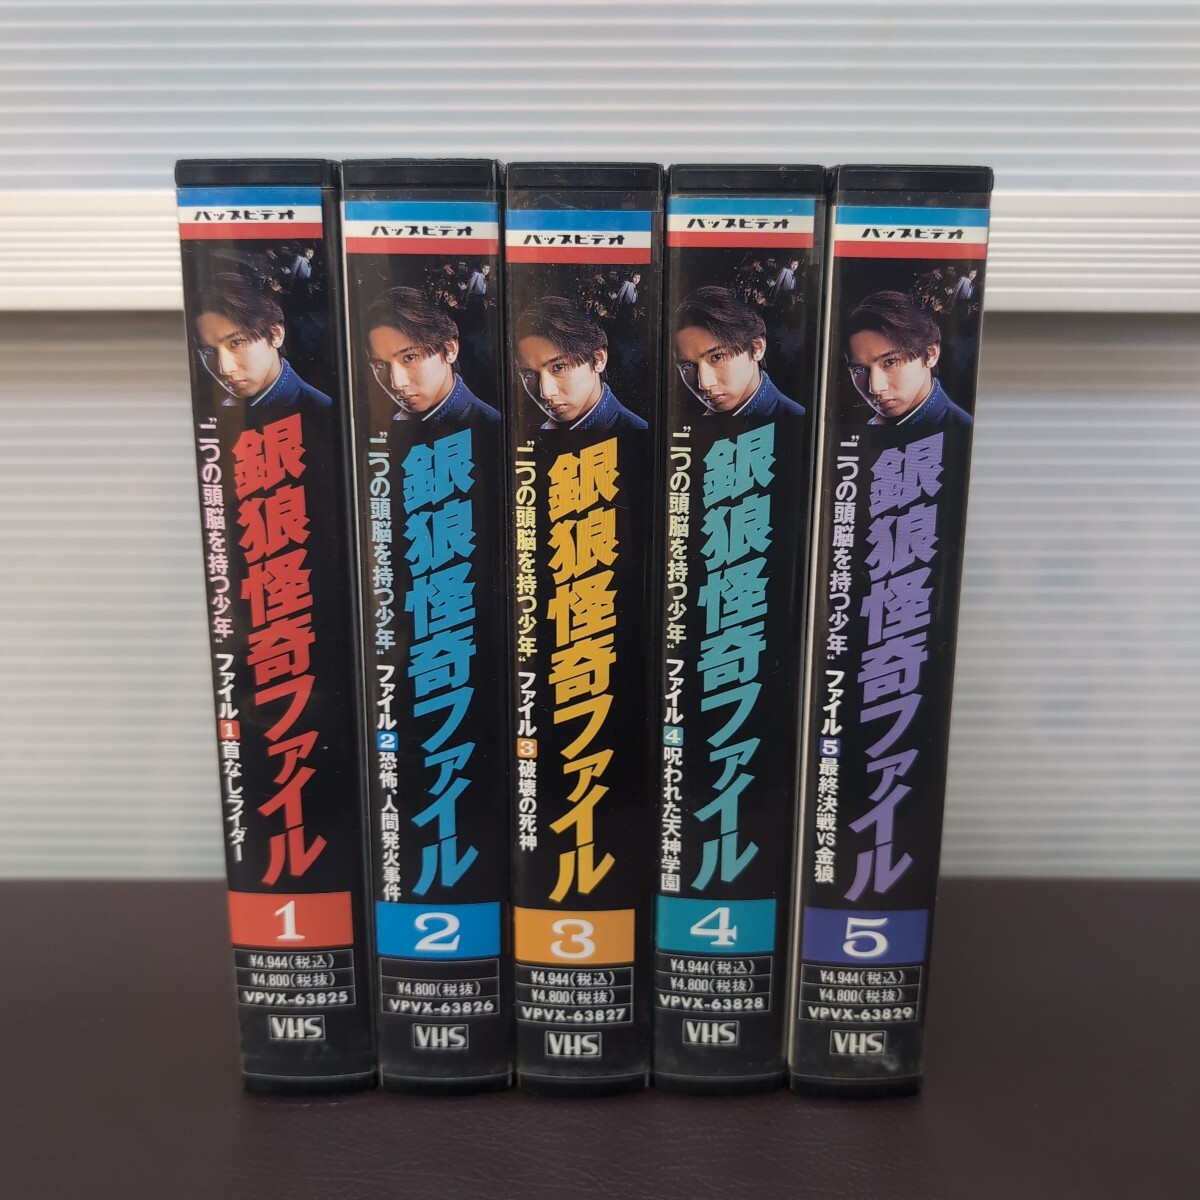 バップビデオ
銀狼怪奇ファイル
"二つの頭脳を持つ少年"
ファイル1首なしライダー
1
¥4.944(税込)
¥4.800(税抜)
VPVX-63825
VHS
バップビデオ
銀狼怪奇ファイル
"二つの頭脳を持つ少年"
ファイル2恐怖、人間発火事件
2
¥4.800(税抜)
VPVX-63826
VHS
バップビデオ
銀狼怪奇ファイル
"二つの頭脳を持つ少年"
ファイル3破壊の死神
3
¥4.944(税込)
¥4.800(税抜)
VPVX-63827
VHS
バップビデオ
銀狼怪奇ファイル
"二つの頭脳を持つ少年"
ファイル4呪われた天神学園
4
¥4.944(税込)
¥4.800(税抜)
VPVX-63828
VHS
バップビデオ
銀狼怪奇ファイル
"二つの頭脳を持つ少年"
ファイル5最終決戦VS金狼
5
¥4.944(税込)
¥4.800(税抜)
VPVX-63829
VHS